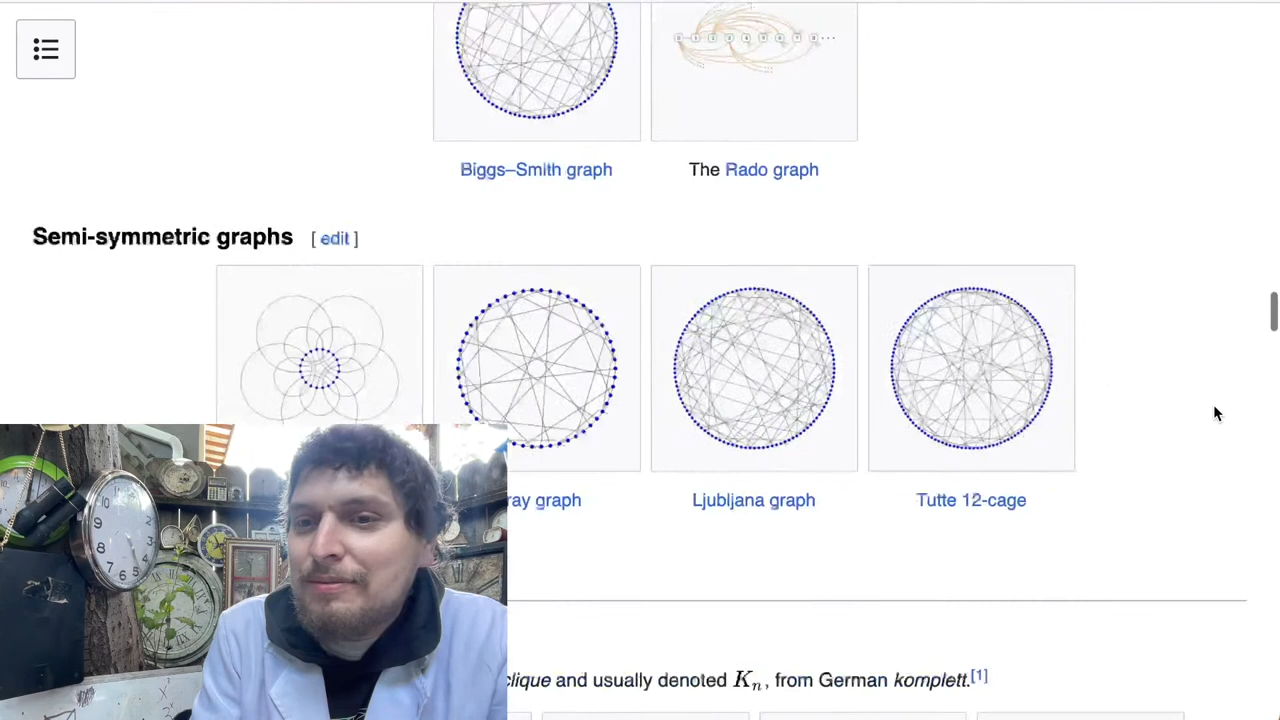 Biggs–Smith graph
The Rado graph
Semi-symmetric graphs [ edit ]
ray graph
Ljubljana graph
Tutte 12-cage
clique and usually denoted Kn, from German komplett.[1]